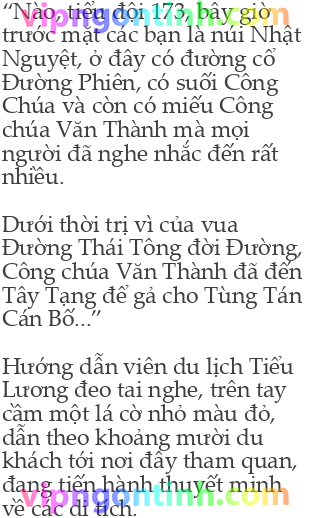 “Nào, tiểu đội 173, bây giờ
trước mặt các bạn là núi Nhật
Nguyệt, ở đây có đường cổ
Đường Phiên, có suối Công
Chúa và còn có miếu Công
chúa Văn Thành mà mọi
người đã nghe nhắc đến rất
nhiều.
Dưới thời trị vì của vua
Đường Thái Tông đời Đường,
Công chúa Văn Thành đã đến
Tây Tạng để gả cho Tùng Tán
Cán Bố...”
Hướng dẫn viên du lịch Tiểu
Lương đeo tai nghe, trên tay
cầm một lá cờ nhỏ màu đỏ,
dẫn theo khoảng mười du
khách tới nơi đây tham quan,
đang tiến hành thuyết minh
về các di tích.
vipngontinh.com
vipngontinh.com